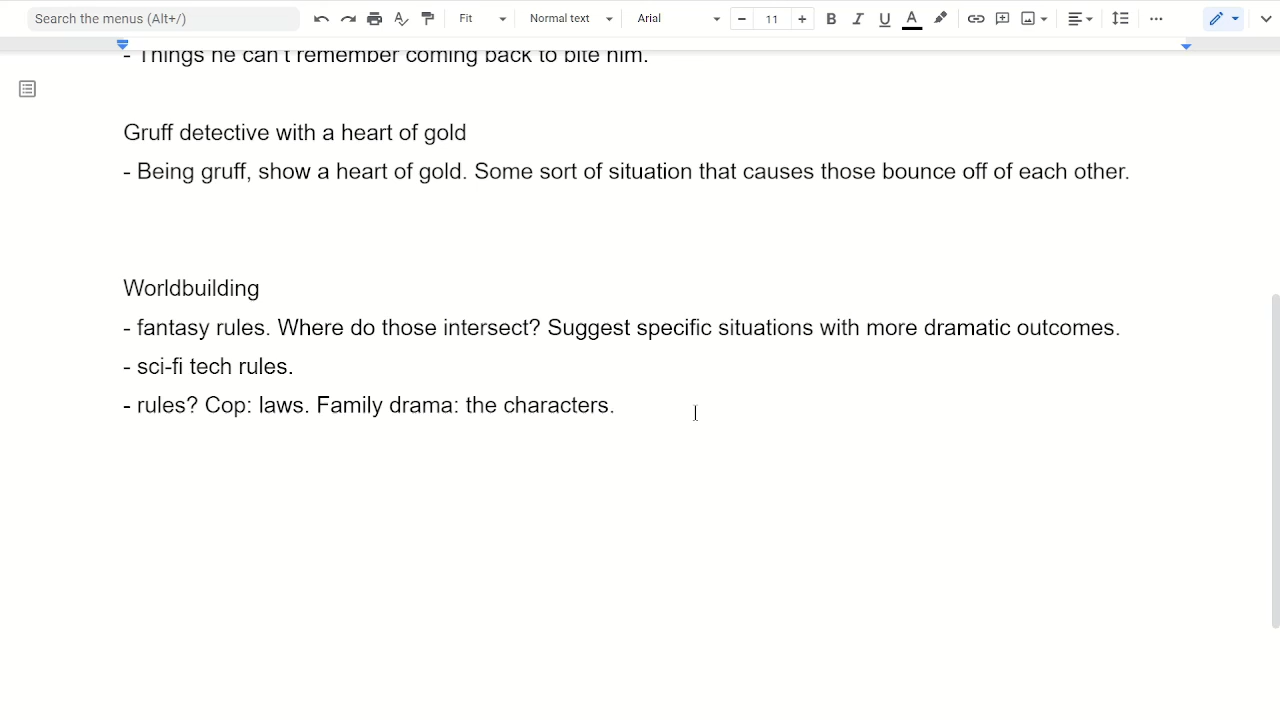 Search the menus (Alt+/) Fit Normal text Arial 11 B I U A
- Things he can't remember coming back to bite him.
Gruff detective with a heart of gold
- Being gruff, show a heart of gold. Some sort of situation that causes those bounce off of each other.
Worldbuilding
- fantasy rules. Where do those intersect? Suggest specific situations with more dramatic outcomes.
- sci-fi tech rules.
- rules? Cop: laws. Family drama: the characters.